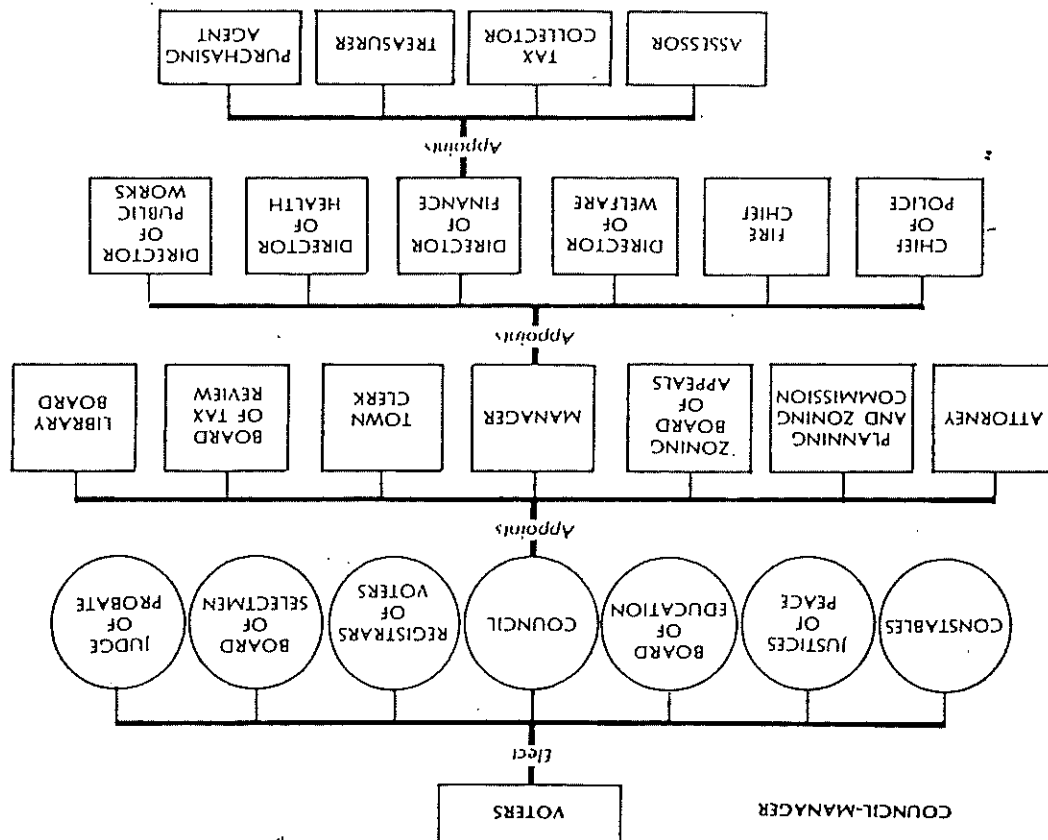 COUNCIL-MANAGER
VOTERS
Elect
CONSTABLES
JUSTICES
OF
PEACE
BOARD
OF
EDUCATION
COUNCIL
REGISTRARS
OF
VOTERS
BOARD
OF
SELECTMEN
JUDGE
OF
PROBATE
Appoints
ATTORNEY
PLANNING
AND ZONING
COMMISSION
ZONING
BOARD
OF
APPEALS
MANAGER
TOWN
CLERK
BOARD
OF TAX
REVIEW
LIBRARY
BOARD
Appoints
CHIEF
OF
POLICE
FIRE
CHIEF
DIRECTOR
OF
WELFARE
DIRECTOR
OF
FINANCE
DIRECTOR
OF
HEALTH
DIRECTOR
OF
PUBLIC
WORKS
Appoints
ASSESSOR
TAX
COLLECTOR
TREASURER
PURCHASING
AGENT